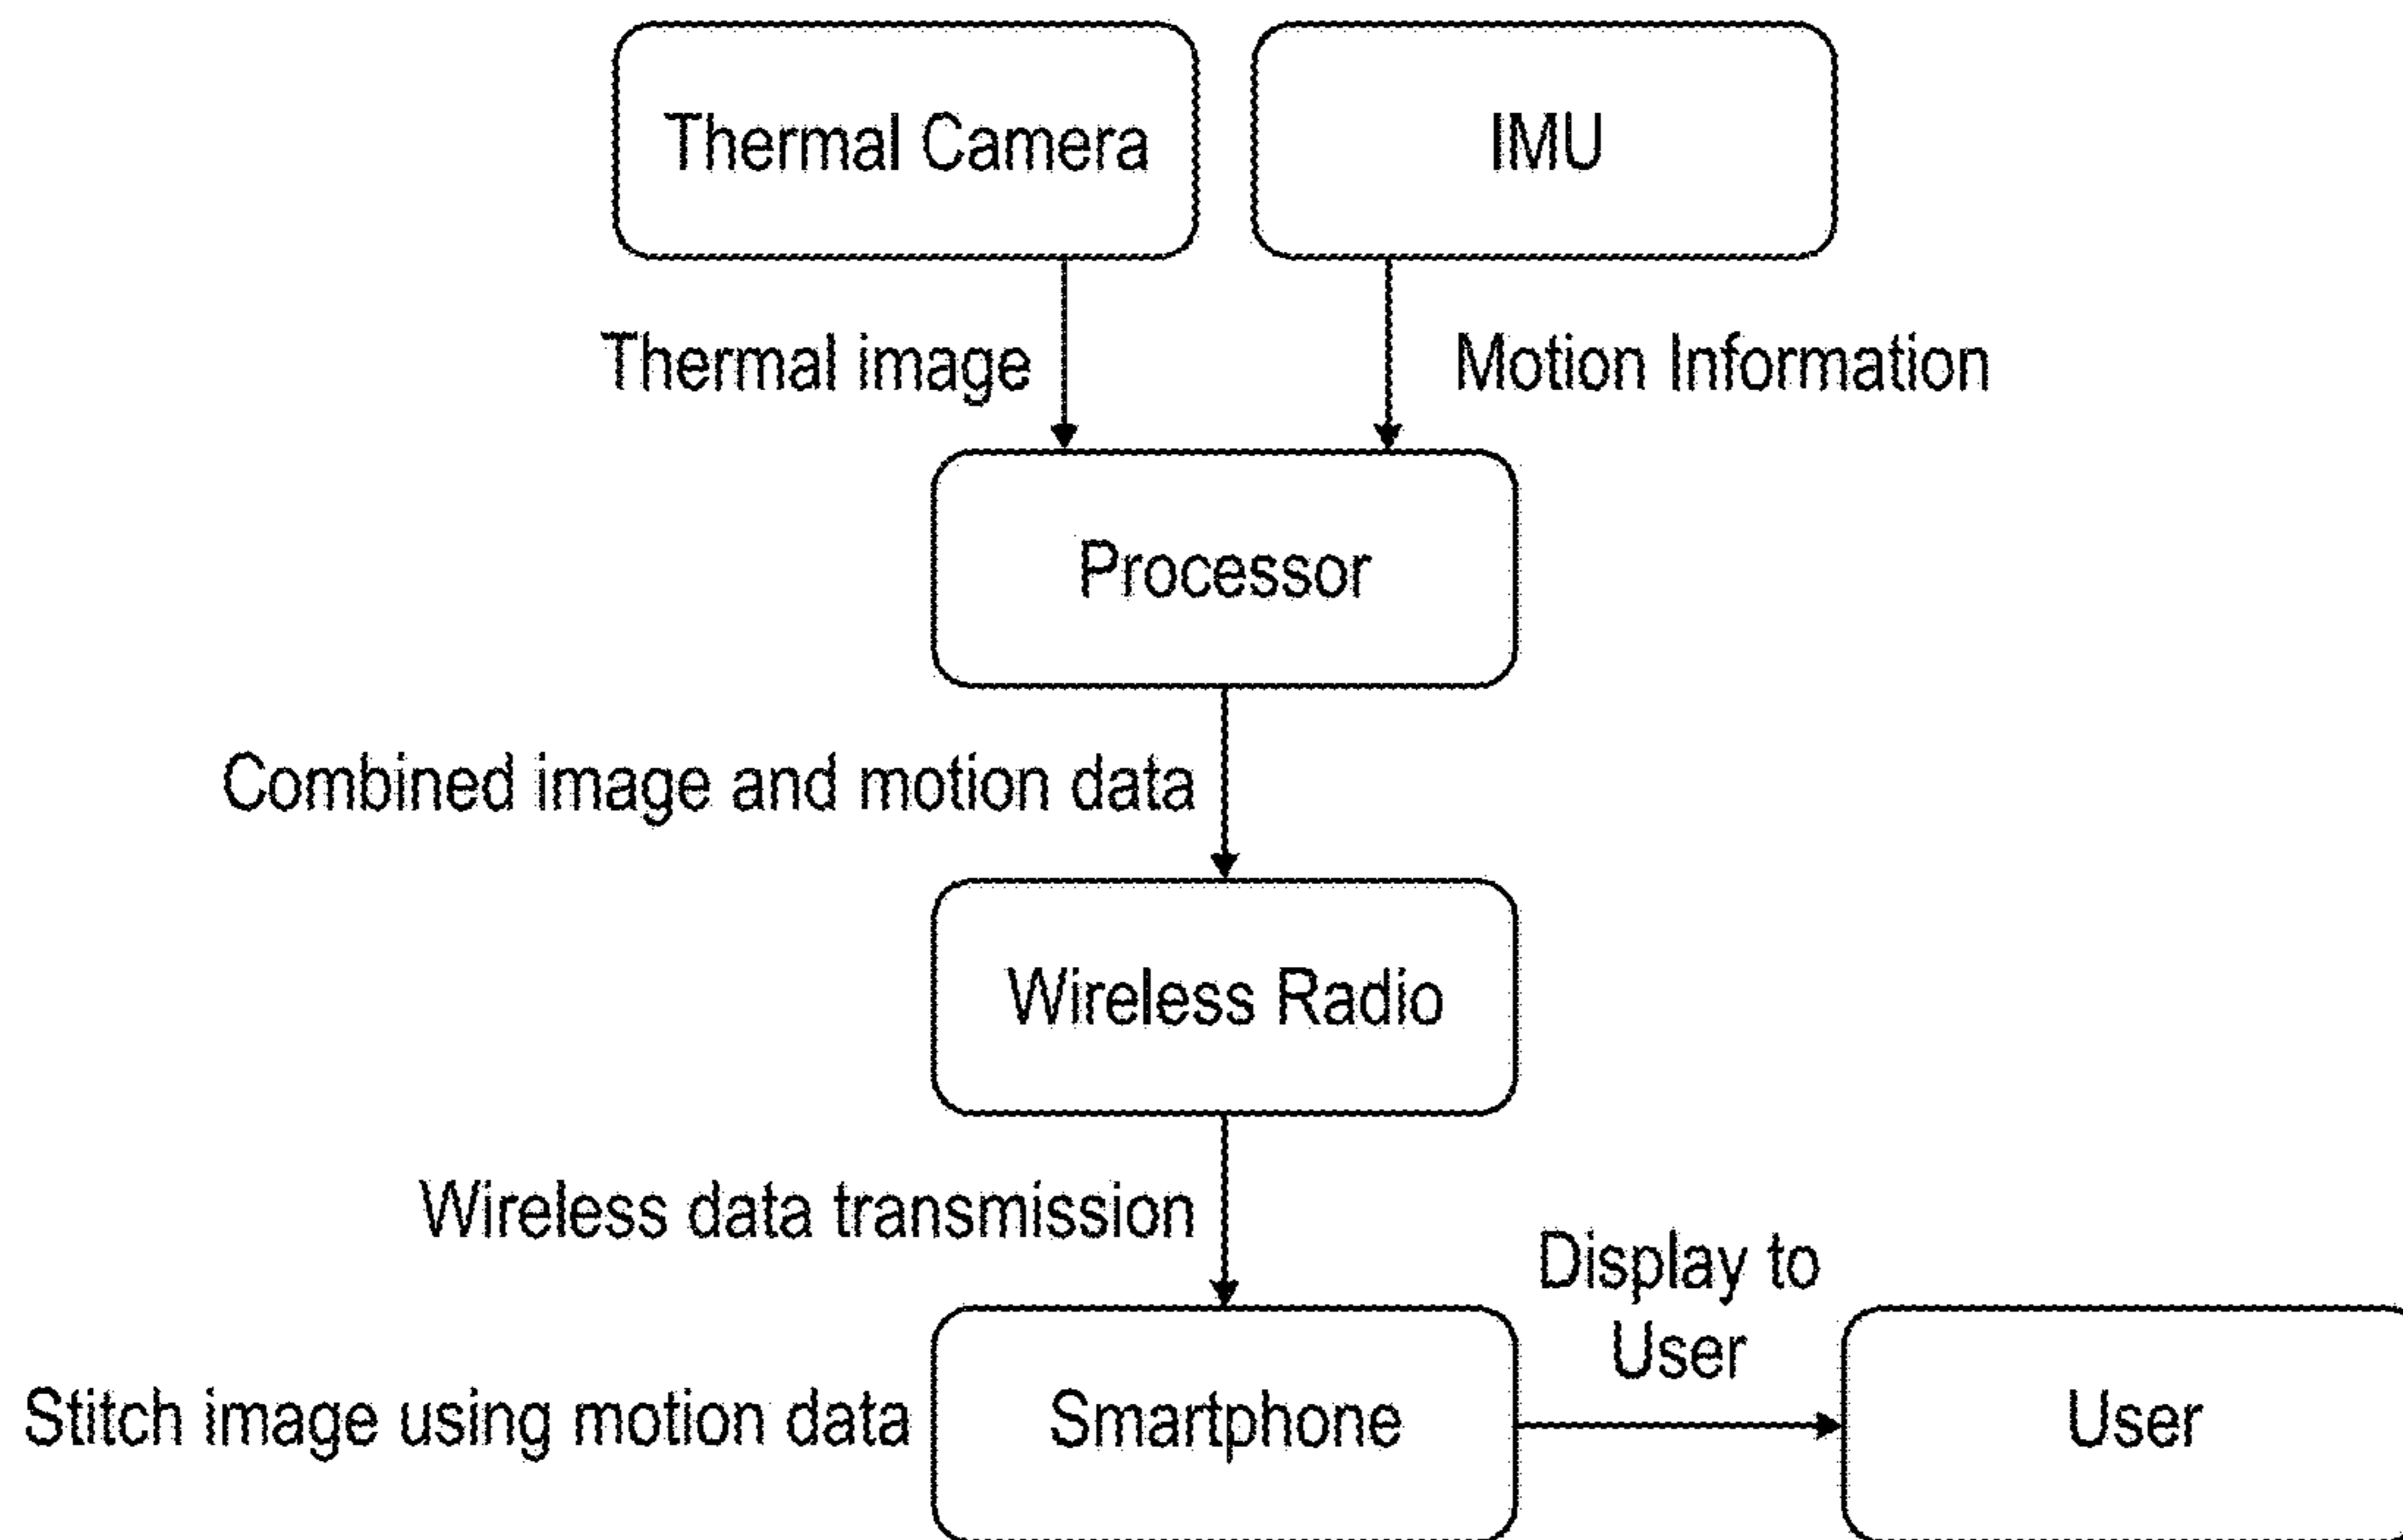 Thermal Camera
IMU
Thermal image
Motion Information
Processor
Combined image and motion data
Wireless Radio
Wireless data transmission
Display to
User
Stitch image using motion data
Smartphone
User